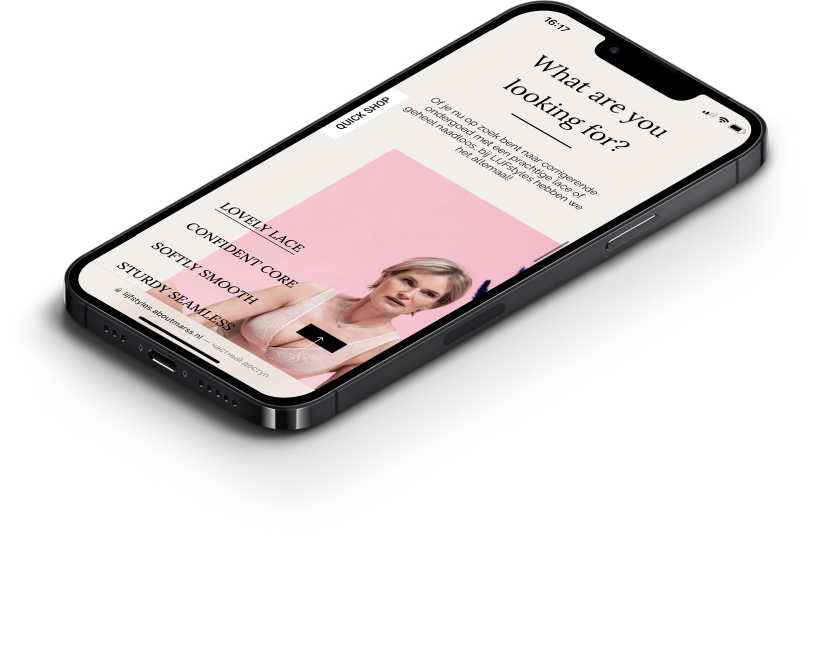 16:17
What are you
looking for?
Of je nu op zoek bent naar corrigerende
ondergoed met een prachtige lace of
geheel naadloos, bij LIJFstyles hebben we
het allemaal!
QUICK SHOP
LOVELY LACE
CONFIDENT CORE
SOFTLY SMOOTH
STURDY SEAMLESS
lijfstyles.aboutmarss.nl — частный доступ